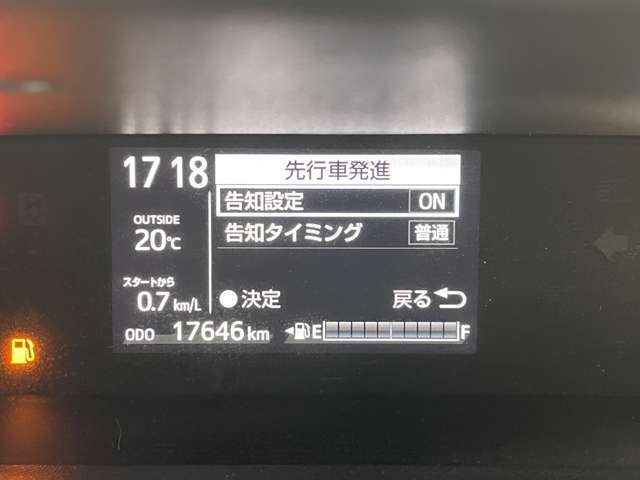 17 18
先行車発進
告知設定 ON
告知タイミング 普通
OUTSIDE
20℃
スタートから
0.7 km/L
●決定 戻る
ODO 17646 km E F